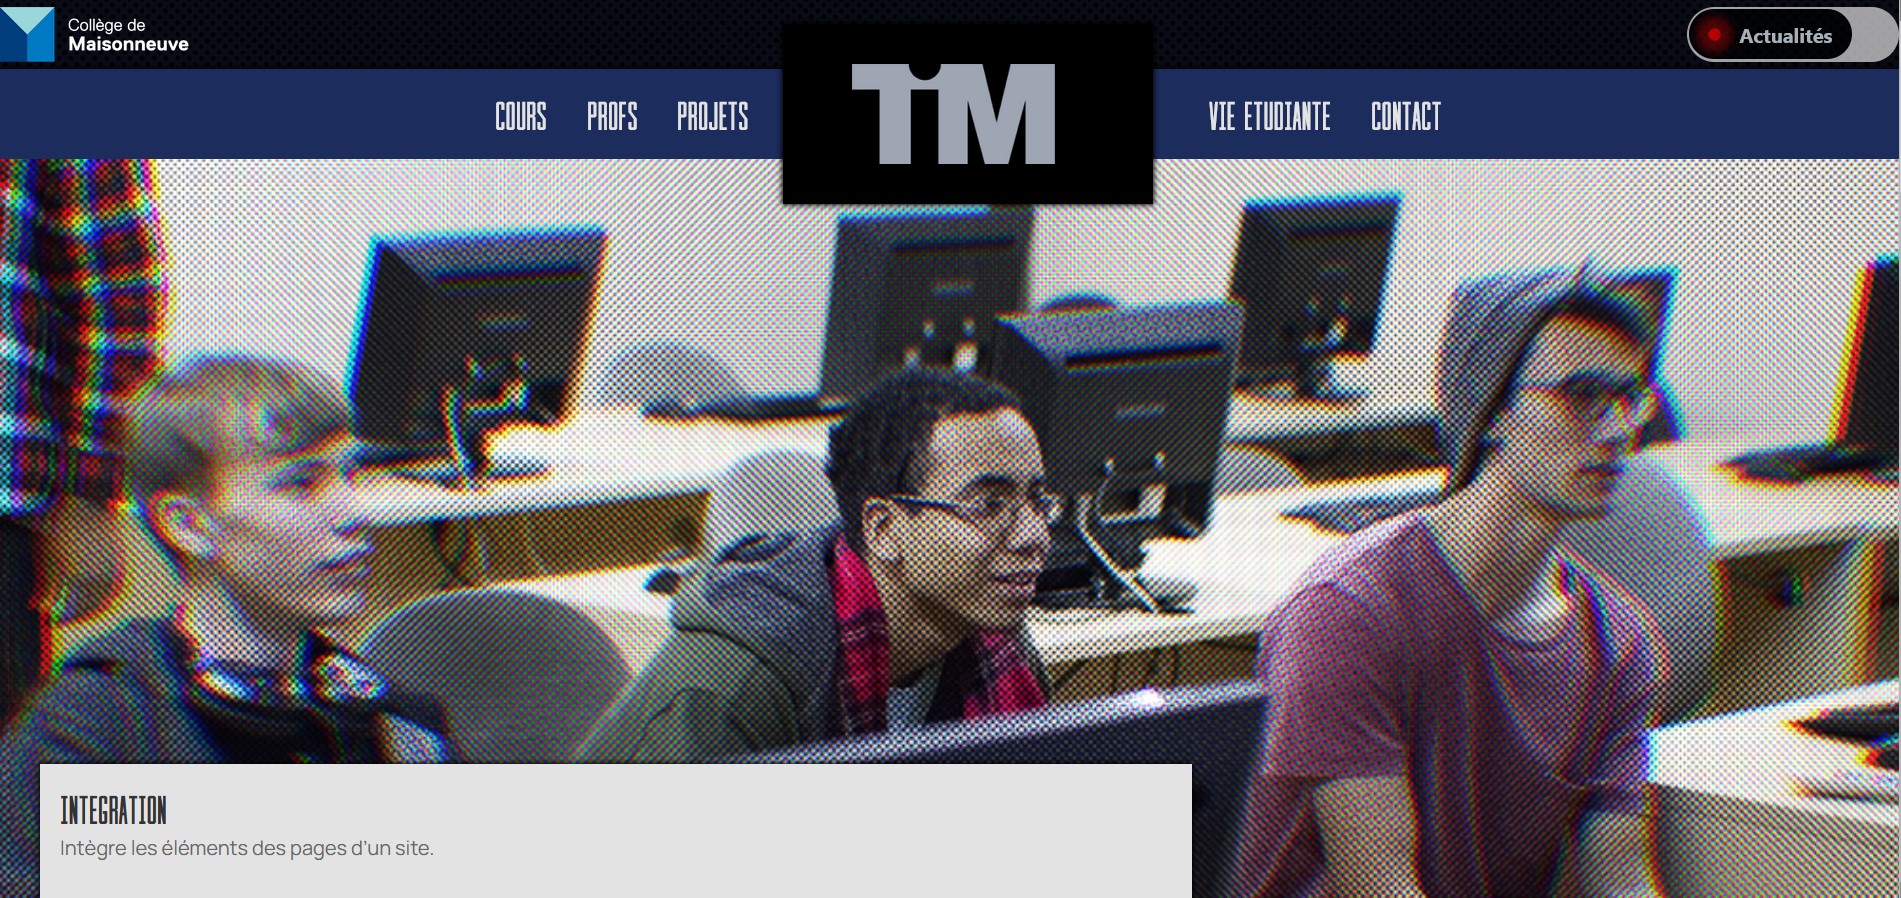 Collège de
Maisonneuve
Actualités
COURS PROFS PROJETS TiM VIE ETUDIANTE CONTACT
INTEGRATION
Intègre les éléments des pages d'un site.